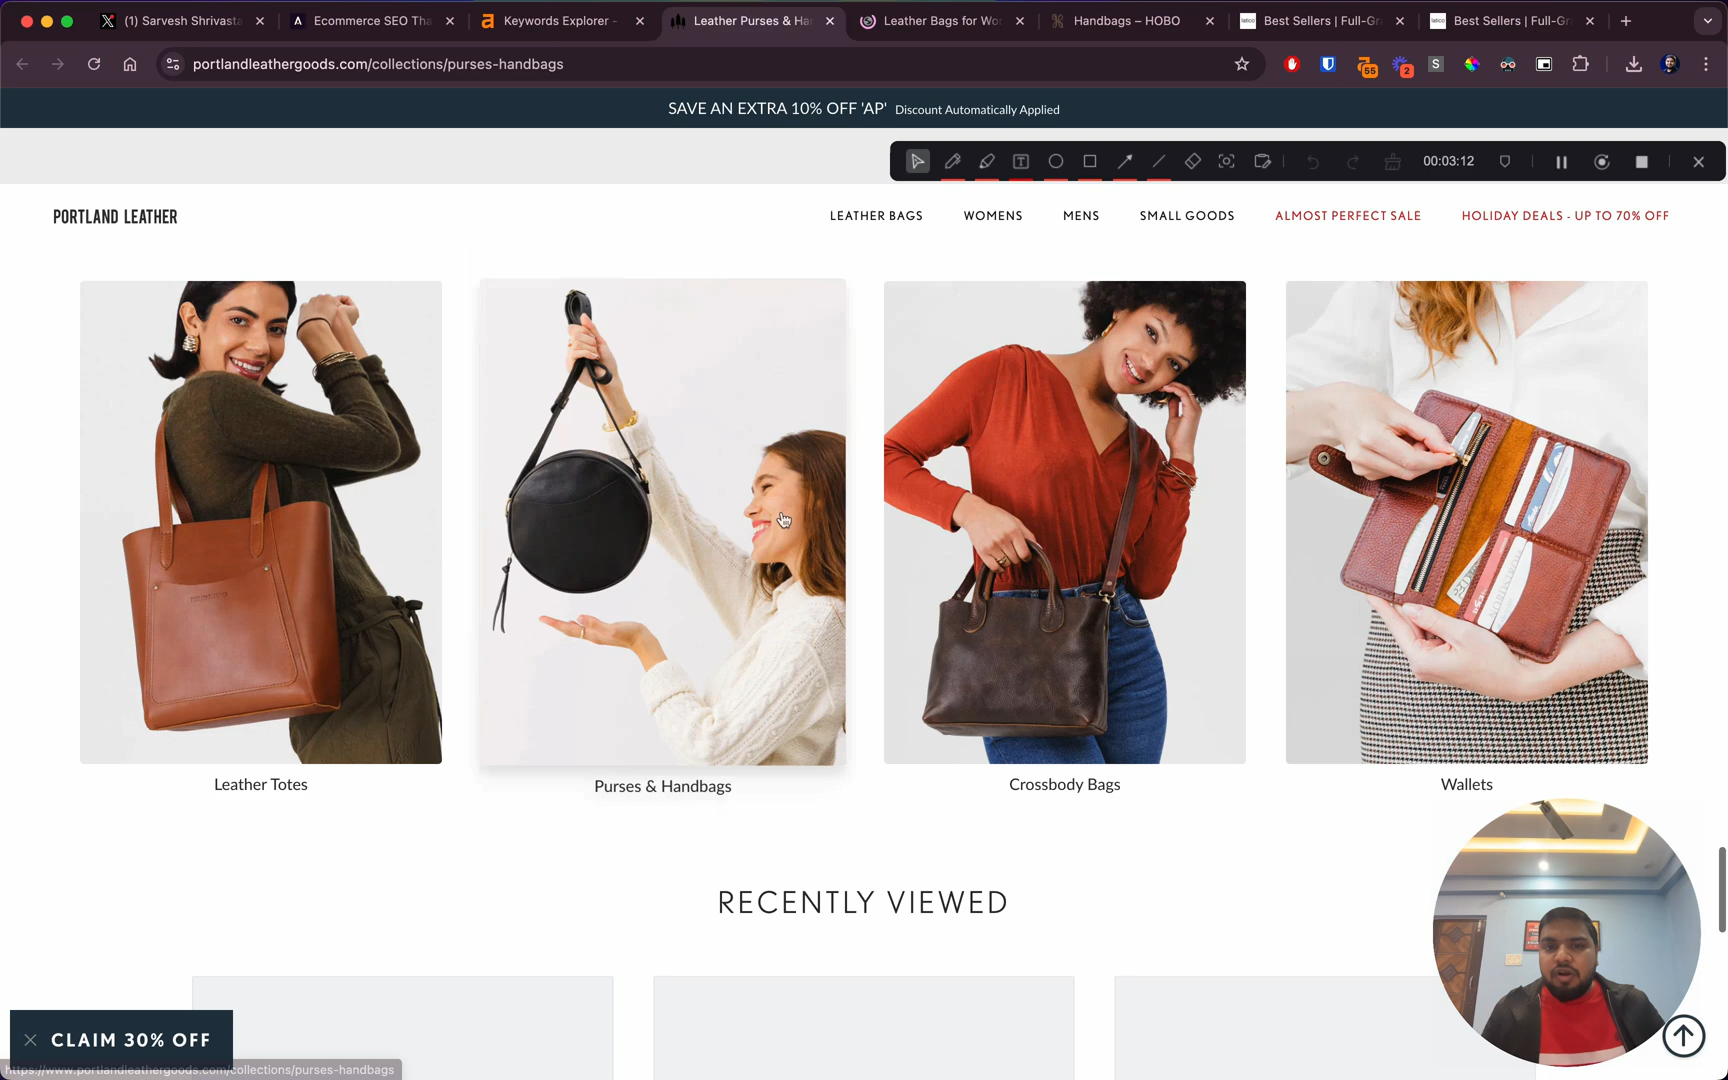 (1) Sarvesh Shrivasta
Ecommerce SEO Tha
Keywords Explorer -
Leather Purses & Ha
Leather Bags for Wo
Handbags – HOBO
Best Sellers | Full-Gr
Best Sellers | Full-Gr
portlandleathergoods.com/collections/purses-handbags
55
2
S
SAVE AN EXTRA 10% OFF 'AP' Discount Automatically Applied
00:03:12
PORTLAND LEATHER
LEATHER BAGS
WOMENS
MENS
SMALL GOODS
ALMOST PERFECT SALE
HOLIDAY DEALS - UP TO 70% OFF
Leather Totes
Purses & Handbags
Crossbody Bags
Wallets
RECENTLY VIEWED
CLAIM 30% OFF
https://www.portlandleathergoods.com/collections/purses-handbags